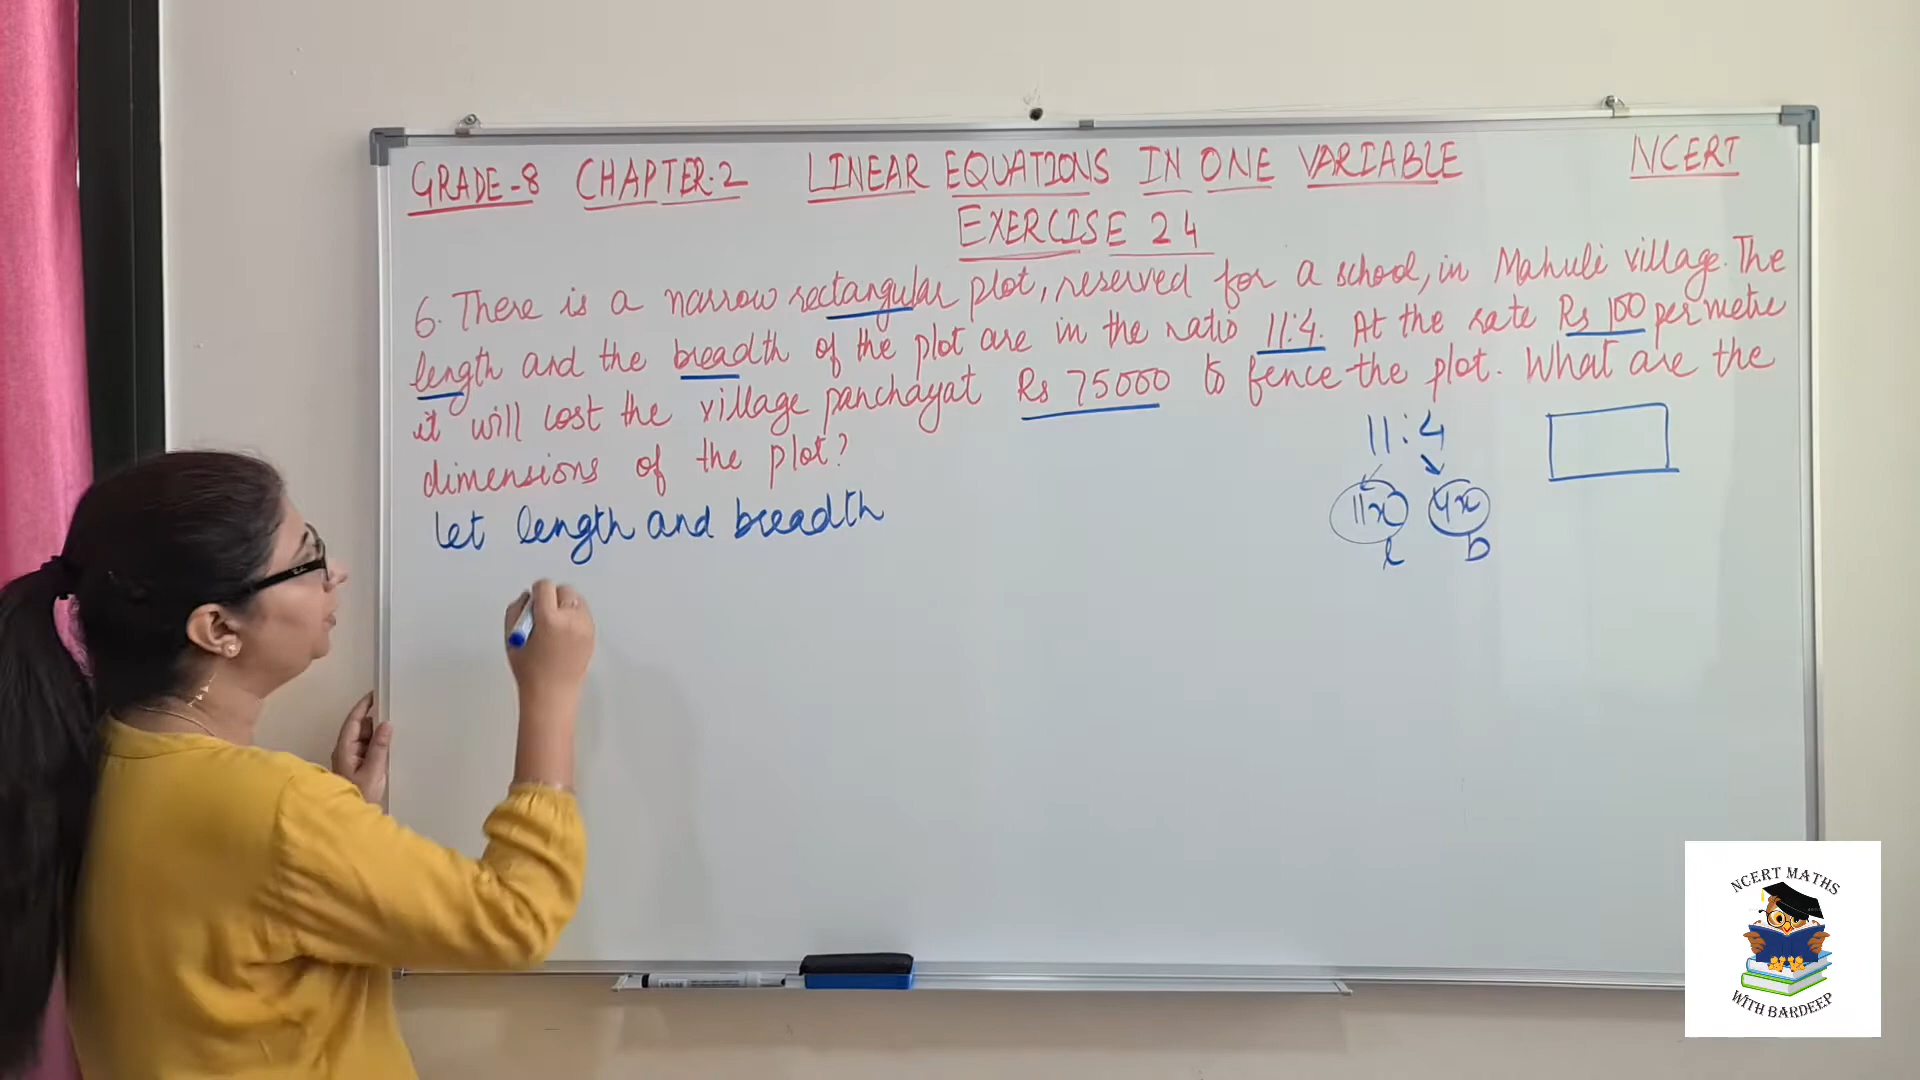 GRADE-8 CHAPTER.2 LINEAR EQUATIONS IN ONE VARIABLE NCERT
EXERCISE 2.4
6. There is a narrow rectangular plot, reserved for a school, in Mahuli village. The
length and the breadth of the plot are in the ratio 11:4. At the rate Rs 100 per metre
it will cost the village panchayat Rs 75000 to fence the plot. What are the
dimensions of the plot?
11:4
11x 4x
l b
let length and breadth
NCERT MATHS
WITH BARDEEP